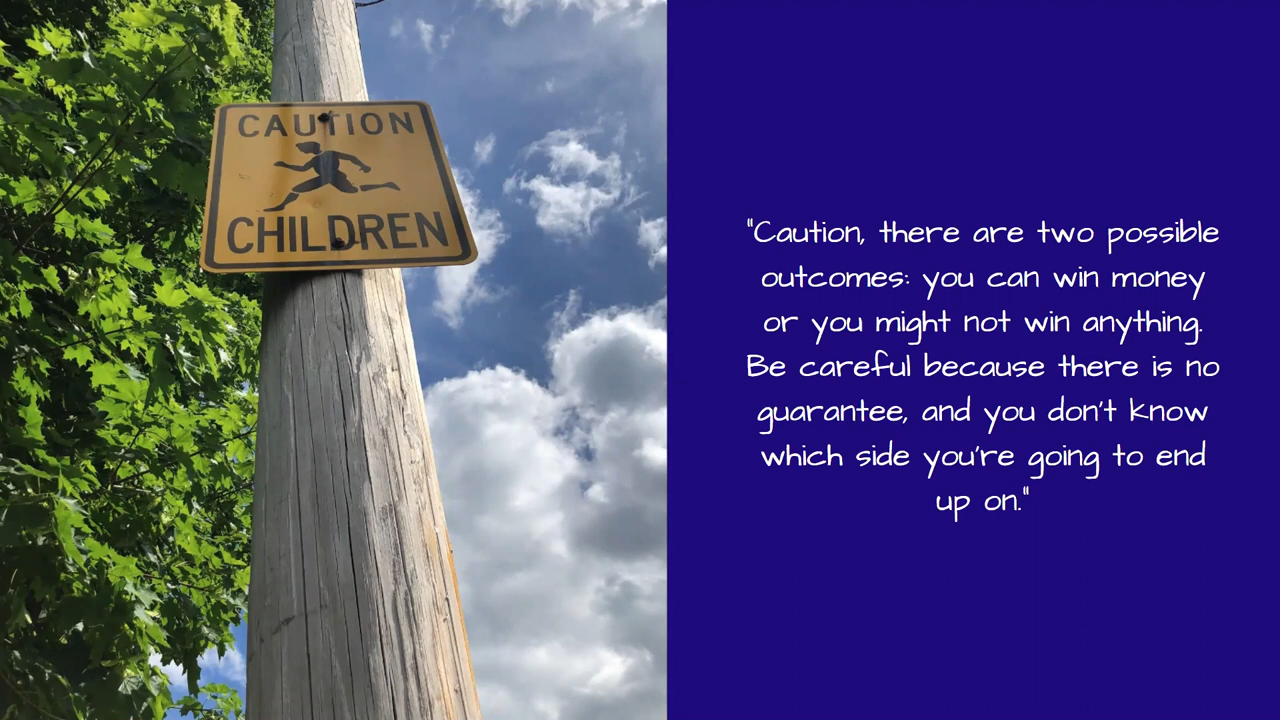 CAUTION
CHILDREN
"Caution, there are two possible
outcomes: you can win money
or you might not win anything.
Be careful because there is no
guarantee, and you don't know
which side you're going to end
up on."